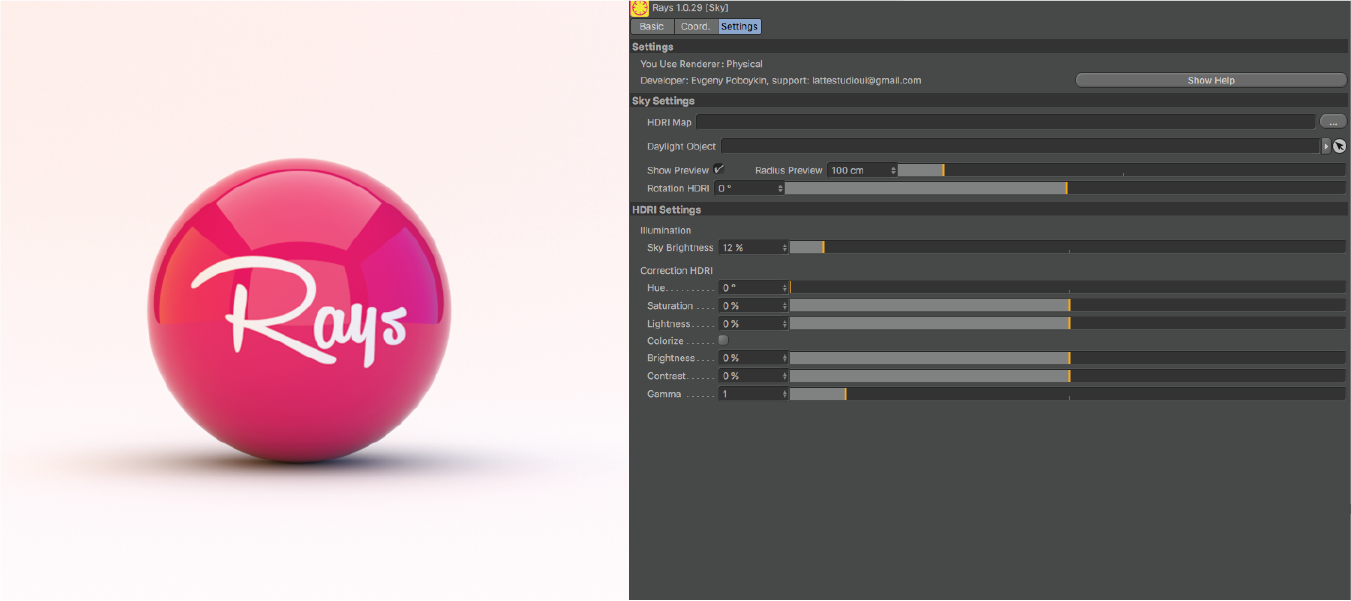 Rays
Rays 1.0.29 [Sky]
Basic Coord. Settings
Settings
You Use Renderer: Physical
Developer: Evgeny Poboykin, support: lattestudioui@gmail.com Show Help
Sky Settings
HDRI Map ...
Daylight Object
Show Preview Radius Preview 100 cm
Rotation HDRI 0 °
HDRI Settings
Illumination
Sky Brightness 12 %
Correction HDRI
Hue. . . . . . . . . . 0 °
Saturation . . . . 0 %
Lightness. . . . . 0 %
Colorize . . . . . .
Brightness. . . . 0 %
Contrast. . . . . . 0 %
Gamma . . . . . . 1